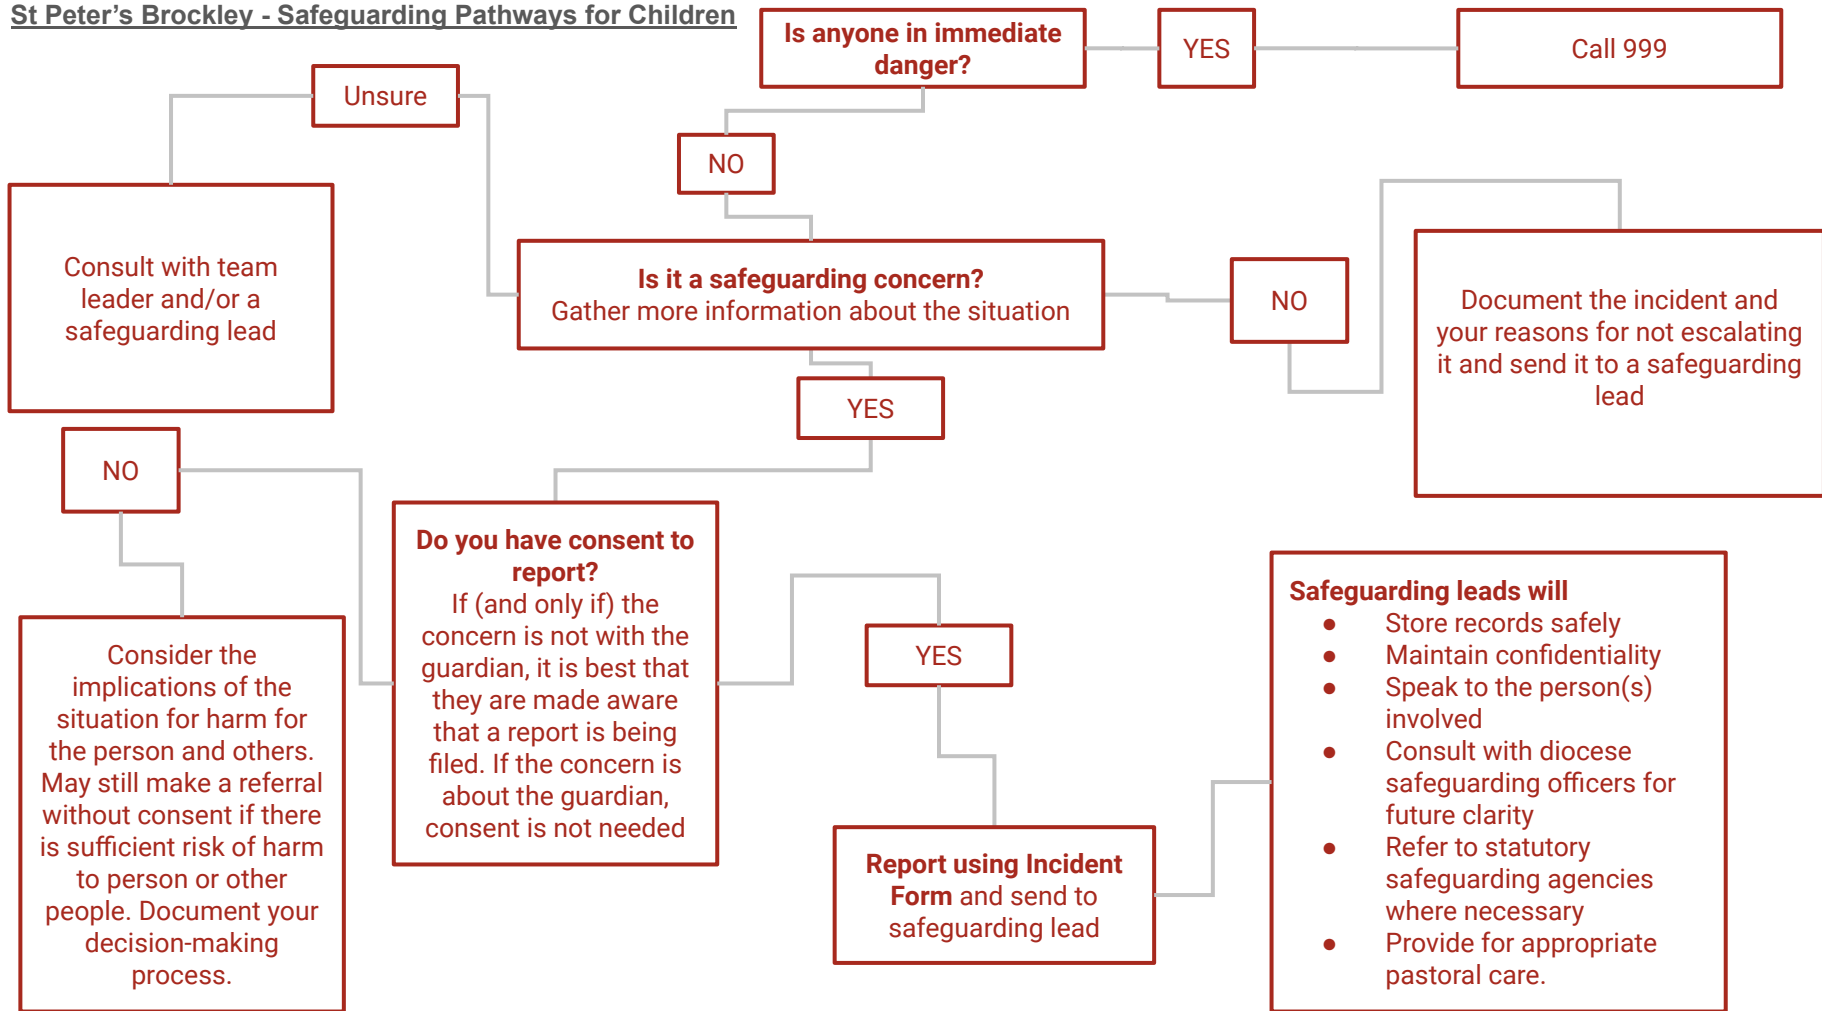 St Peter’s Brockley - Safeguarding Pathways for Children
Is anyone in immediate
danger?
YES
Call 999
Unsure
NO
Consult with team
leader and/or a
safeguarding lead
Is it a safeguarding concern?
Gather more information about the situation
NO
Document the incident and
your reasons for not escalating
it and send it to a safeguarding
lead
YES
NO
Do you have consent to
report?
If (and only if) the
concern is not with the
guardian, it is best that
they are made aware
that a report is being
filed. If the concern is
about the guardian,
consent is not needed
Consider the
implications of the
situation for harm for
the person and others.
May still make a referral
without consent if there
is sufficient risk of harm
to person or other
people. Document your
decision-making
process.
YES
Report using Incident
Form and send to
safeguarding lead
Safeguarding leads will
● Store records safely
● Maintain confidentiality
● Speak to the person(s)
involved
● Consult with diocese
safeguarding officers for
future clarity
● Refer to statutory
safeguarding agencies
where necessary
● Provide for appropriate
pastoral care.